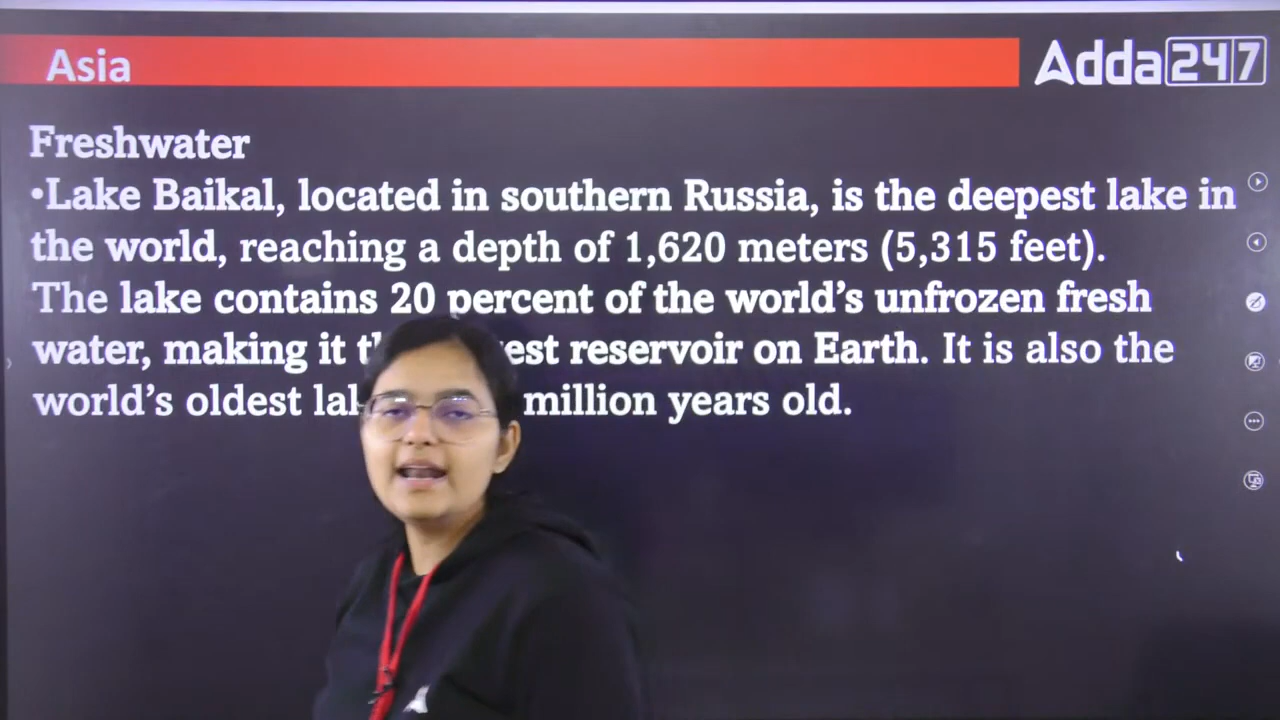 Asia
Adda247
Freshwater
•Lake Baikal, located in southern Russia, is the deepest lake in
the world, reaching a depth of 1,620 meters (5,315 feet).
The lake contains 20 percent of the world’s unfrozen fresh
water, making it reservoir on Earth. It is also the
world’s oldest million years old.